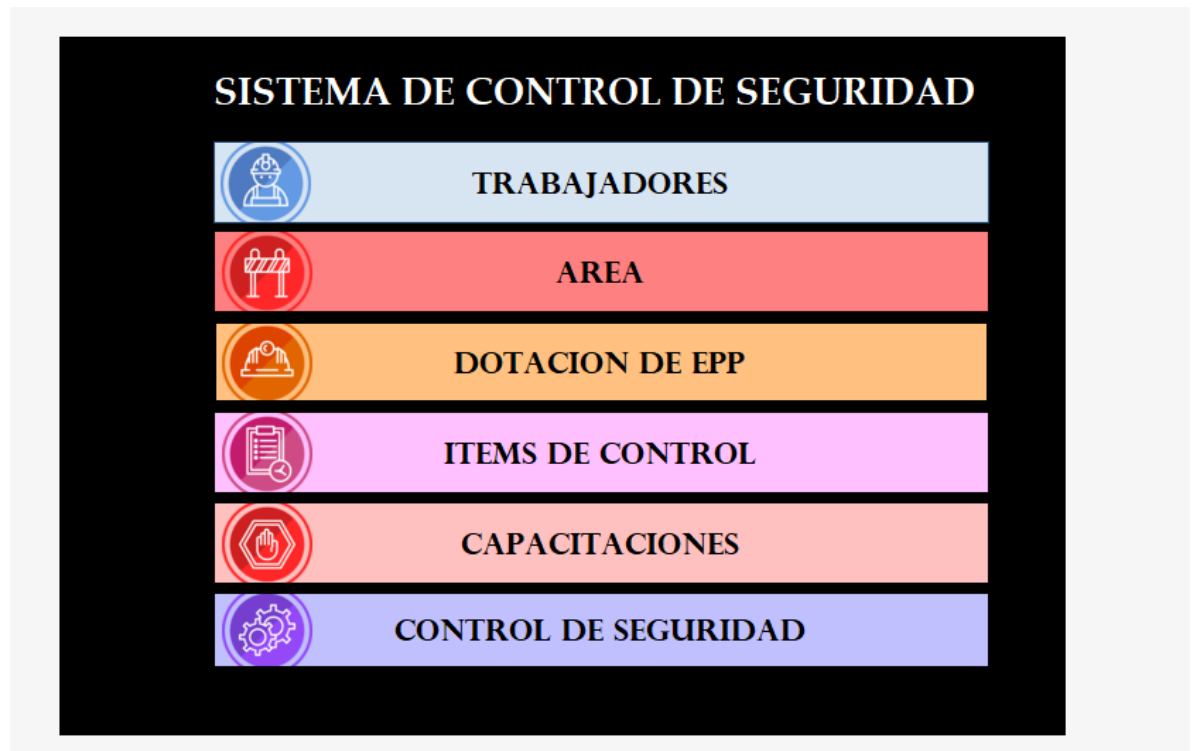 SISTEMA DE CONTROL DE SEGURIDAD
TRABAJADORES
AREA
DOTACION DE EPP
ITEMS DE CONTROL
CAPACITACIONES
CONTROL DE SEGURIDAD